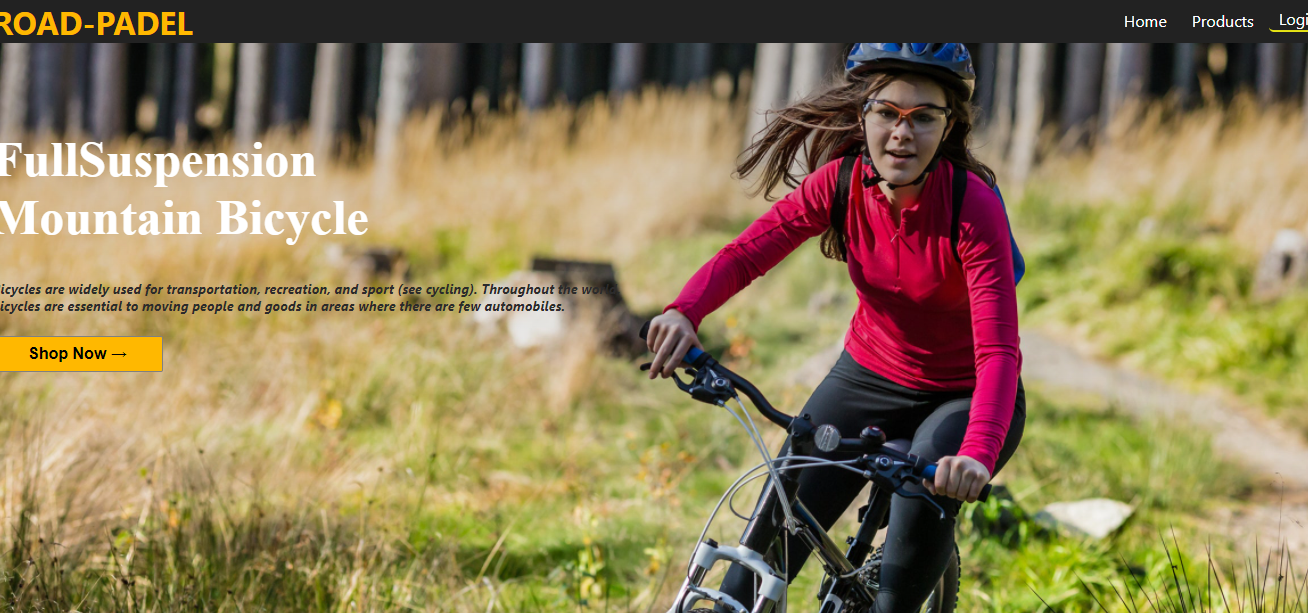 ROAD-PADEL
Home Products Logi
FullSuspension
Mountain Bicycle
icycles are widely used for transportation, recreation, and sport (see cycling). Throughout the world
icycles are essential to moving people and goods in areas where there are few automobiles.
Shop Now →